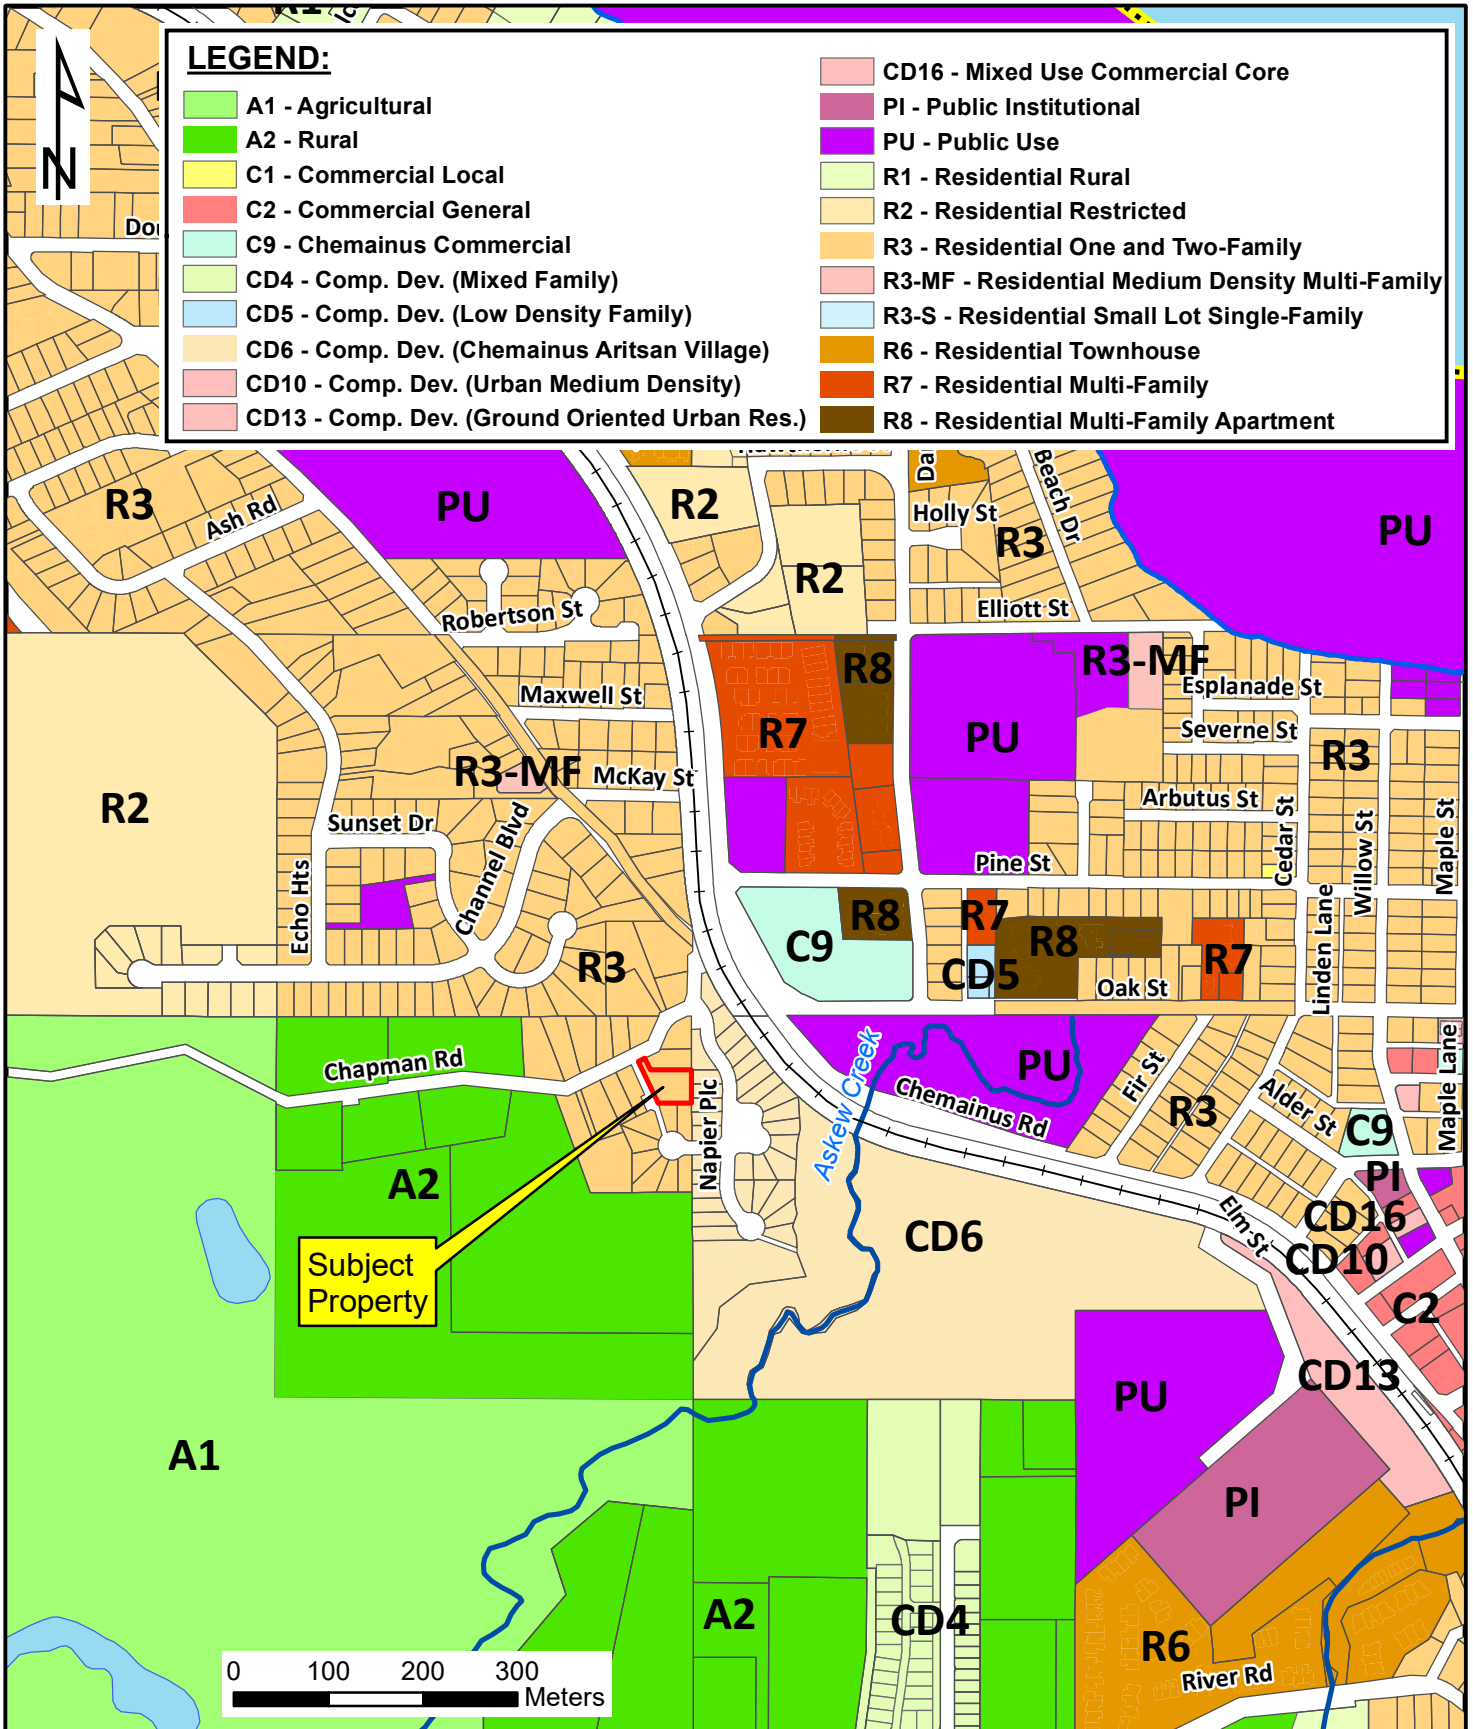 R1
N
LEGEND:
A1 - Agricultural
A2 - Rural
C1 - Commercial Local
C2 - Commercial General
C9 - Chemainus Commercial
CD4 - Comp. Dev. (Mixed Family)
CD5 - Comp. Dev. (Low Density Family)
CD6 - Comp. Dev. (Chemainus Aritsan Village)
CD10 - Comp. Dev. (Urban Medium Density)
CD13 - Comp. Dev. (Ground Oriented Urban Res.)
CD16 - Mixed Use Commercial Core
PI - Public Institutional
PU - Public Use
R1 - Residential Rural
R2 - Residential Restricted
R3 - Residential One and Two-Family
R3-MF - Residential Medium Density Multi-Family
R3-S - Residential Small Lot Single-Family
R6 - Residential Townhouse
R7 - Residential Multi-Family
R8 - Residential Multi-Family Apartment
R3
Ash Rd
PU
R2
Holly St
R3
Beach Dr
PU
R2
Elliott St
Robertson St
R8
R3-MF
Esplanade St
Maxwell St
R7
PU
Severne St
R3
R3-MF
McKay St
R2
Sunset Dr
Channel Blvd
Echo Hts
Arbutus St
Cedar St
Willow St
Maple St
Pine St
R8
R7
C9
R8
R7
CD5
Oak St
Linden Lane
R3
Chapman Rd
Napier Plc
Askew Creek
PU
Chemainus Rd
Fir St
R3
Alder St
C9
Maple Lane
PI
A2
CD16
Elm St
CD6
CD10
C2
Subject
Property
CD13
PU
A1
PI
A2
CD4
R6
River Rd
0 100 200 300
Meters